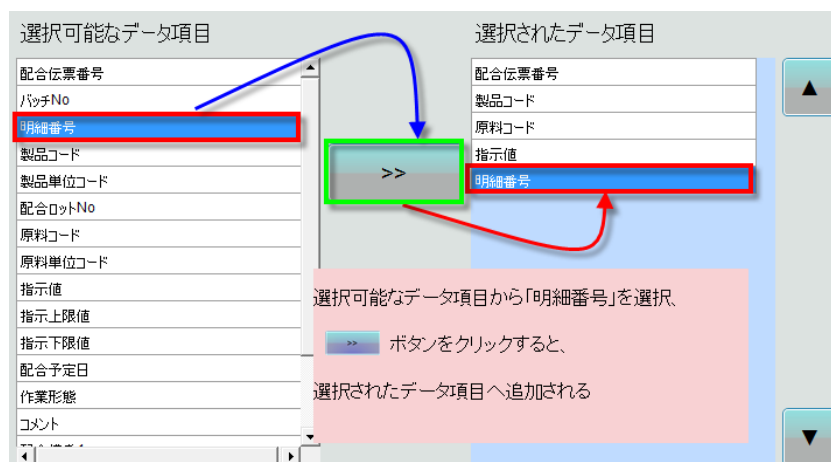 選択可能なデータ項目
配合伝票番号
バッチNo
明細番号
製品コード
製品単位コード
配合ロットNo
原料コード
原料単位コード
指示値
指示上限値
指示下限値
配合予定日
作業形態
コメント
>>
選択されたデータ項目
配合伝票番号
製品コード
原料コード
指示値
明細番号
▲
▼
選択可能なデータ項目から「明細番号」を選択、
>> ボタンをクリックすると、
選択されたデータ項目へ追加される